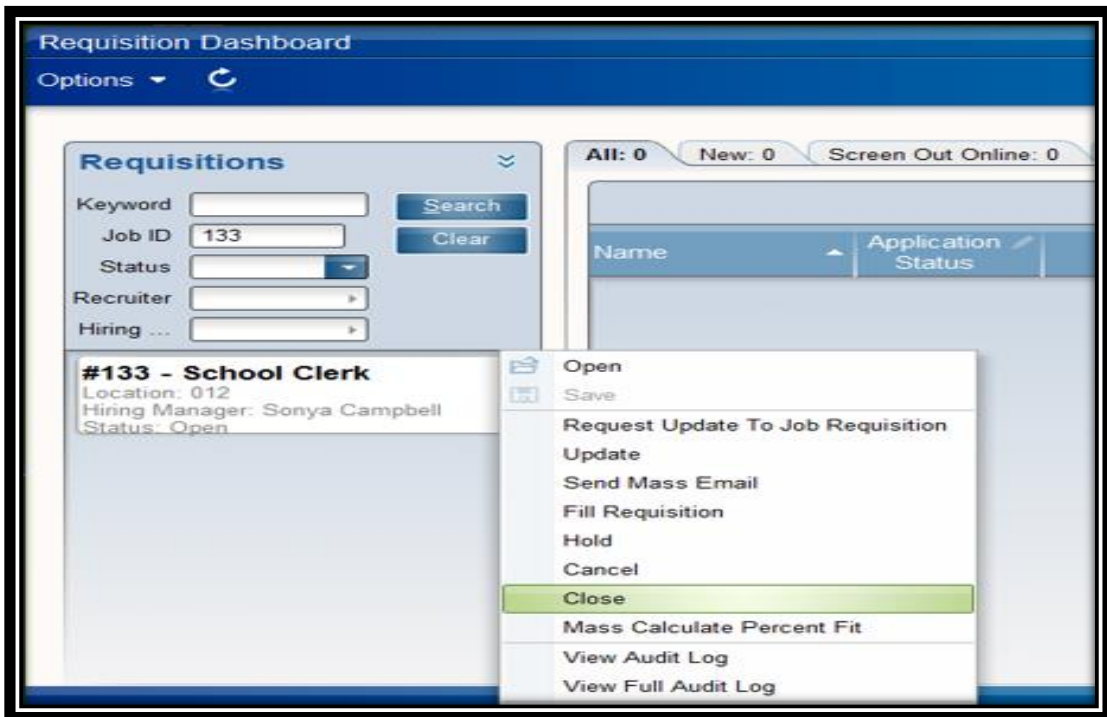 Requisition Dashboard
Options
Requisitions
Keyword
Search
Job ID 133
Clear
Status
Recruiter
Hiring ...
#133 - School Clerk
Location: 012
Hiring Manager: Sonya Campbell
Status: Open
All: 0 New: 0 Screen Out Online: 0
Name
Application
Status
Open
Save
Request Update To Job Requisition
Update
Send Mass Email
Fill Requisition
Hold
Cancel
Close
Mass Calculate Percent Fit
View Audit Log
View Full Audit Log